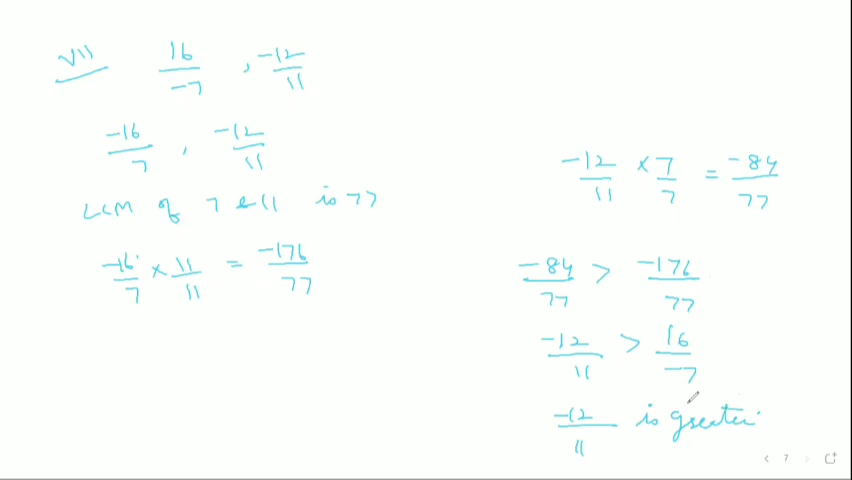 VII 16/-7 , -12/11
-16/7 , -12/11
LCM of 7 & 11 is 77
-16/7 × 11/11 = -176/77
-12/11 × 7/7 = -84/77
-84/77 > -176/77
-12/11 > 16/-7
-12/11 is greater.
< 7 >